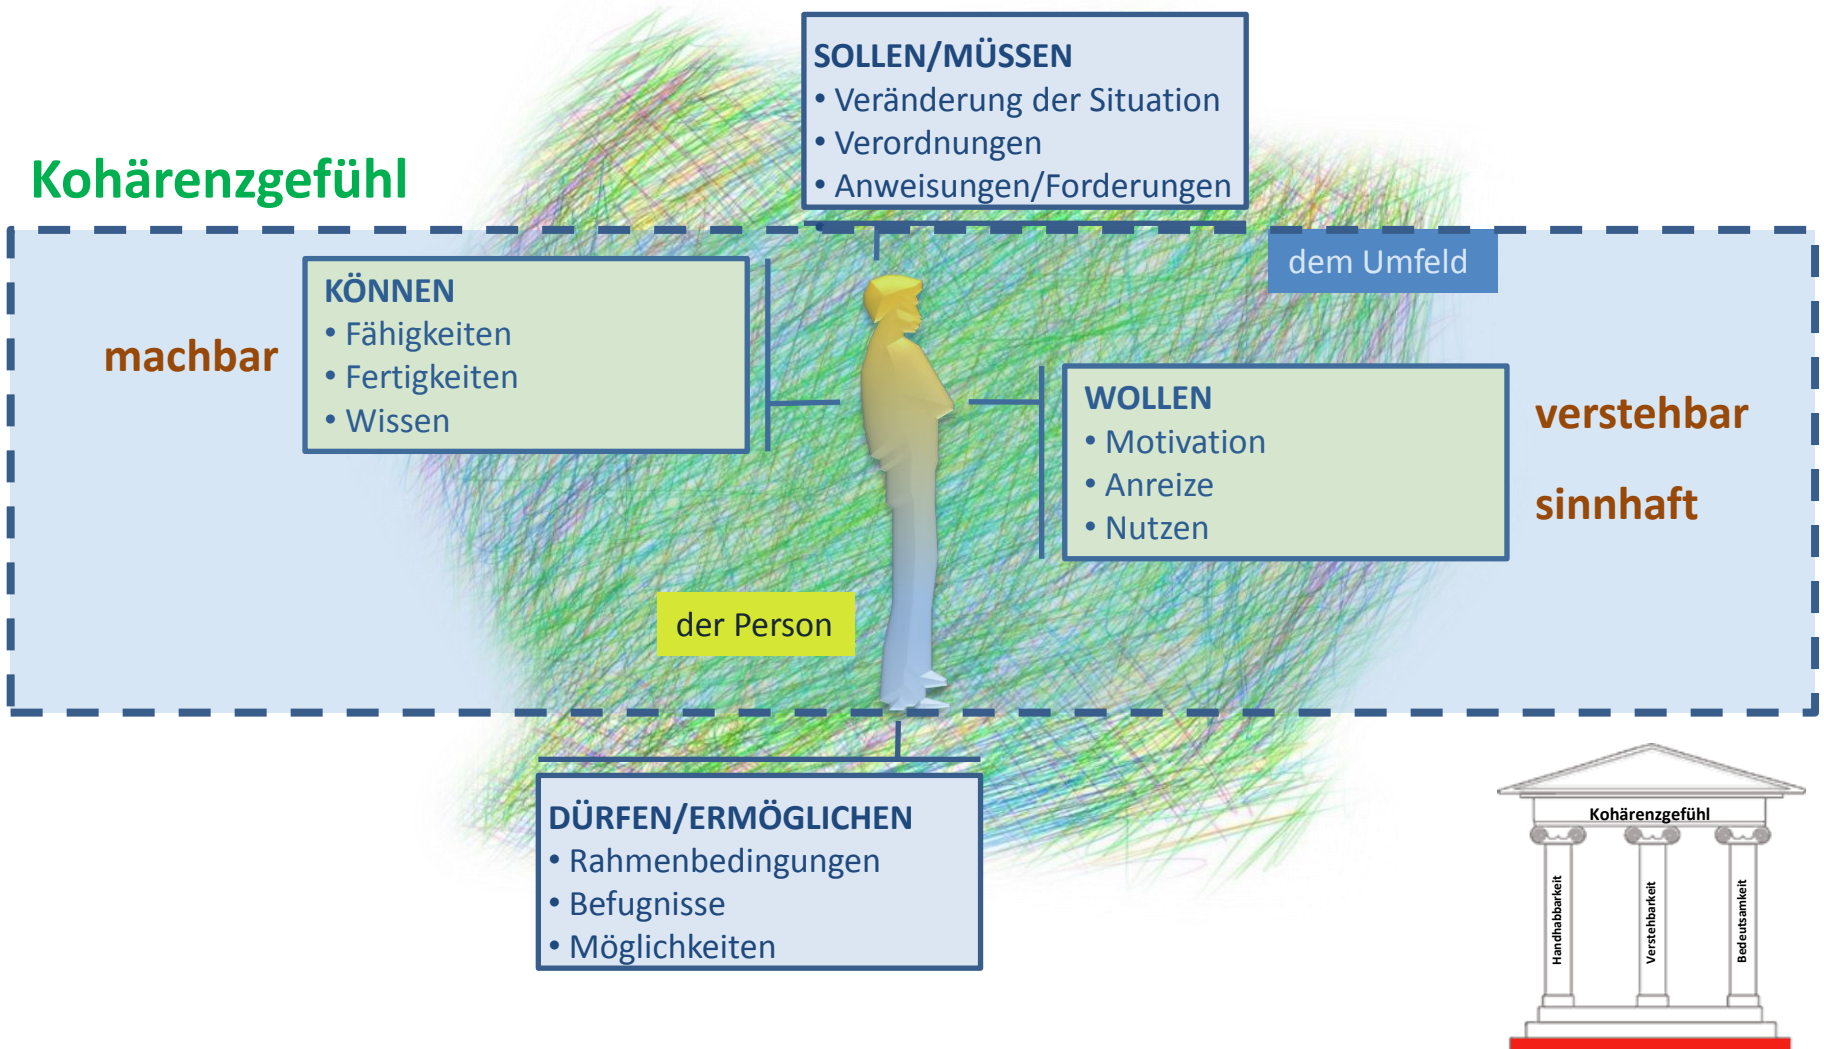 SOLLEN/MÜSSEN
• Veränderung der Situation
• Verordnungen
• Anweisungen/Forderungen
Kohärenzgefühl
dem Umfeld
KÖNNEN
• Fähigkeiten
• Fertigkeiten
• Wissen
machbar
WOLLEN
• Motivation
• Anreize
• Nutzen
verstehbar
sinnhaft
der Person
DÜRFEN/ERMÖGLICHEN
• Rahmenbedingungen
• Befugnisse
• Möglichkeiten
Kohärenzgefühl
Handhabbarkeit
Verstehbarkeit
Bedeutsamkeit